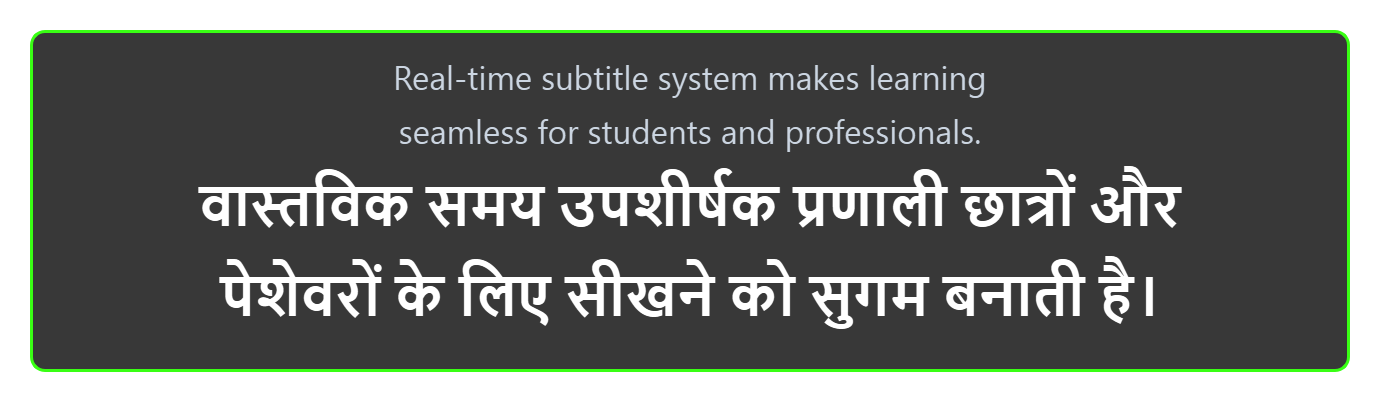 Real-time subtitle system makes learning
seamless for students and professionals.
वास्तविक समय उपशीर्षक प्रणाली छात्रों और
पेशेवरों के लिए सीखने को सुगम बनाती है।